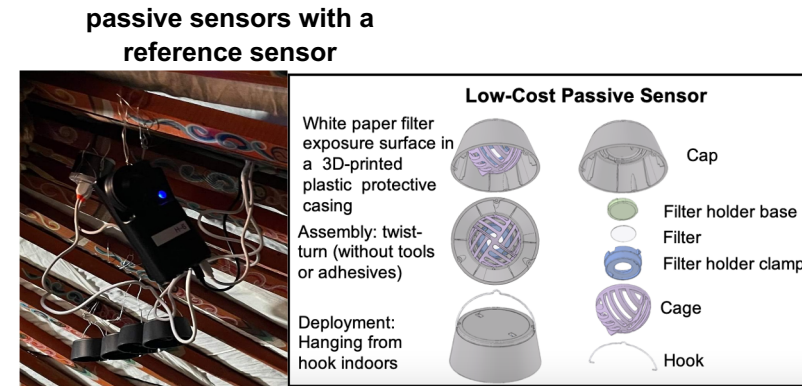 passive sensors with a
reference sensor
Low-Cost Passive Sensor
White paper filter
exposure surface in
a 3D-printed
plastic protective
casing
Assembly: twist-
turn (without tools
or adhesives)
Deployment:
Hanging from
hook indoors
Cap
Filter holder base
Filter
Filter holder clamp
Cage
Hook